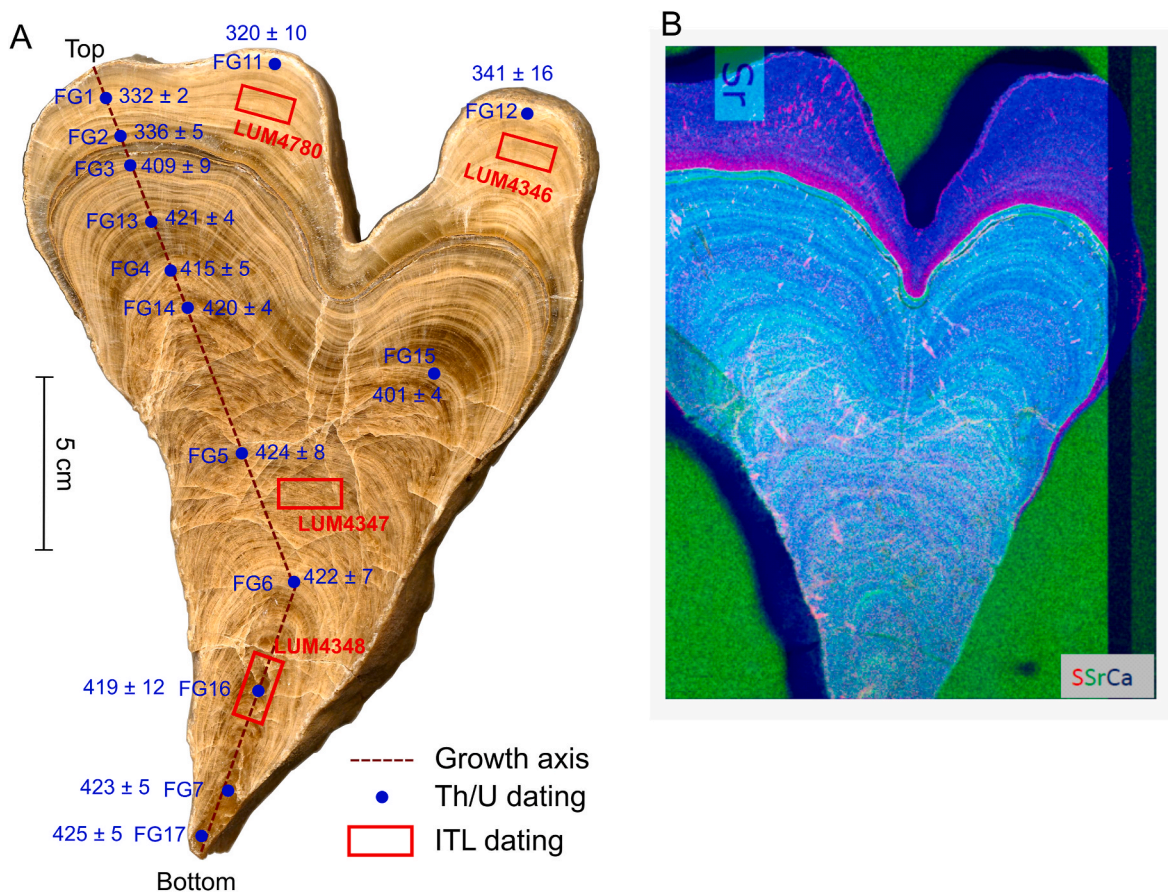 A
B
Top
320 ± 10
FG11
341 ± 16
FG12
FG1 332 ± 2
FG2 336 ± 5
FG3 409 ± 9
LUM4780
LUM4346
FG13 421 ± 4
FG4 415 ± 5
FG14 420 ± 4
FG15
401 ± 4
5 cm
FG5 424 ± 8
LUM4347
FG6 422 ± 7
LUM4348
419 ± 12 FG16
423 ± 5 FG7
425 ± 5 FG17
Bottom
Growth axis
Th/U dating
ITL dating
Sr
SSrCa